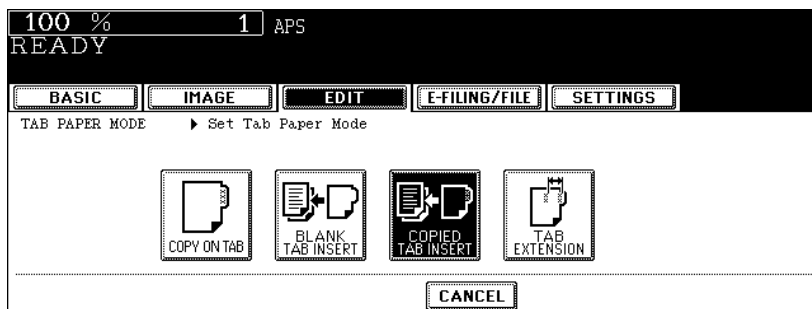 100 % 1 APS
READY
BASIC IMAGE EDIT E-FILING/FILE SETTINGS
TAB PAPER MODE ▶ Set Tab Paper Mode
COPY ON TAB
BLANK
TAB INSERT
COPIED
TAB INSERT
TAB
EXTENSION
CANCEL